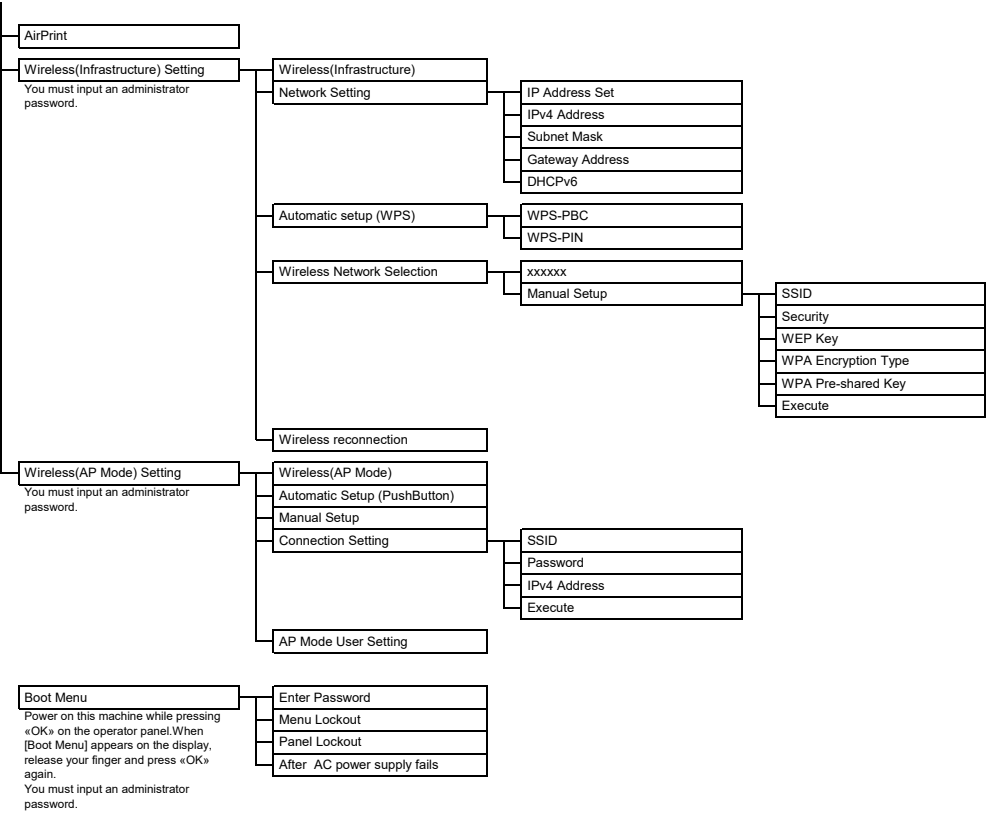 AirPrint
Wireless(Infrastructure) Setting
You must input an administrator
password.
Wireless(Infrastructure)
Network Setting
IP Address Set
IPv4 Address
Subnet Mask
Gateway Address
DHCPv6
Automatic setup (WPS)
WPS-PBC
WPS-PIN
Wireless Network Selection
xxxxxx
Manual Setup
SSID
Security
WEP Key
WPA Encryption Type
WPA Pre-shared Key
Execute
Wireless reconnection
Wireless(AP Mode) Setting
You must input an administrator
password.
Wireless(AP Mode)
Automatic Setup (PushButton)
Manual Setup
Connection Setting
SSID
Password
IPv4 Address
Execute
AP Mode User Setting
Boot Menu
Power on this machine while pressing
«OK» on the operator panel.When
[Boot Menu] appears on the display,
release your finger and press «OK»
again.
You must input an administrator
password.
Enter Password
Menu Lockout
Panel Lockout
After  AC power supply fails